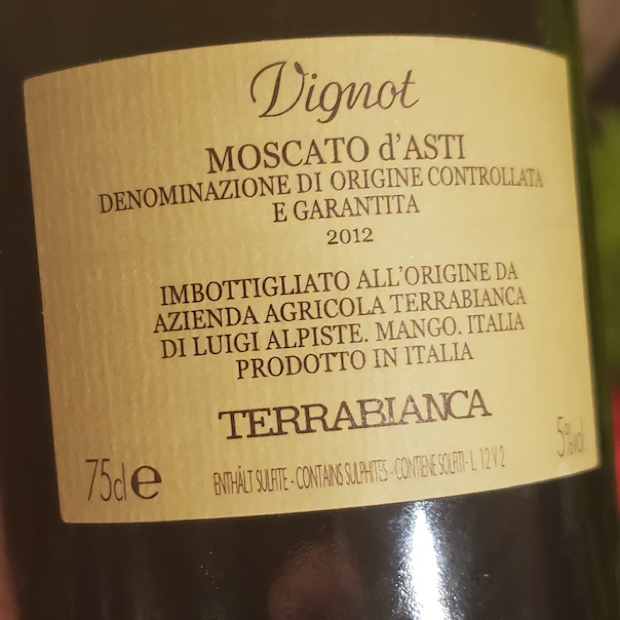 Vignot
MOSCATO d'ASTI
DENOMINAZIONE DI ORIGINE CONTROLLATA
E GARANTITA
2012
IMBOTTIGLIATO ALL'ORIGINE DA
AZIENDA AGRICOLA TERRABIANCA
DI LUIGI ALPISTE. MANGO. ITALIA
PRODOTTO IN ITALIA
TERRABIANCA
75cl e
ENTHÄLT SULFITE - CONTAINS SULPHITES - CONTIENE SOLFITI - L. 12 V 2
5%vol